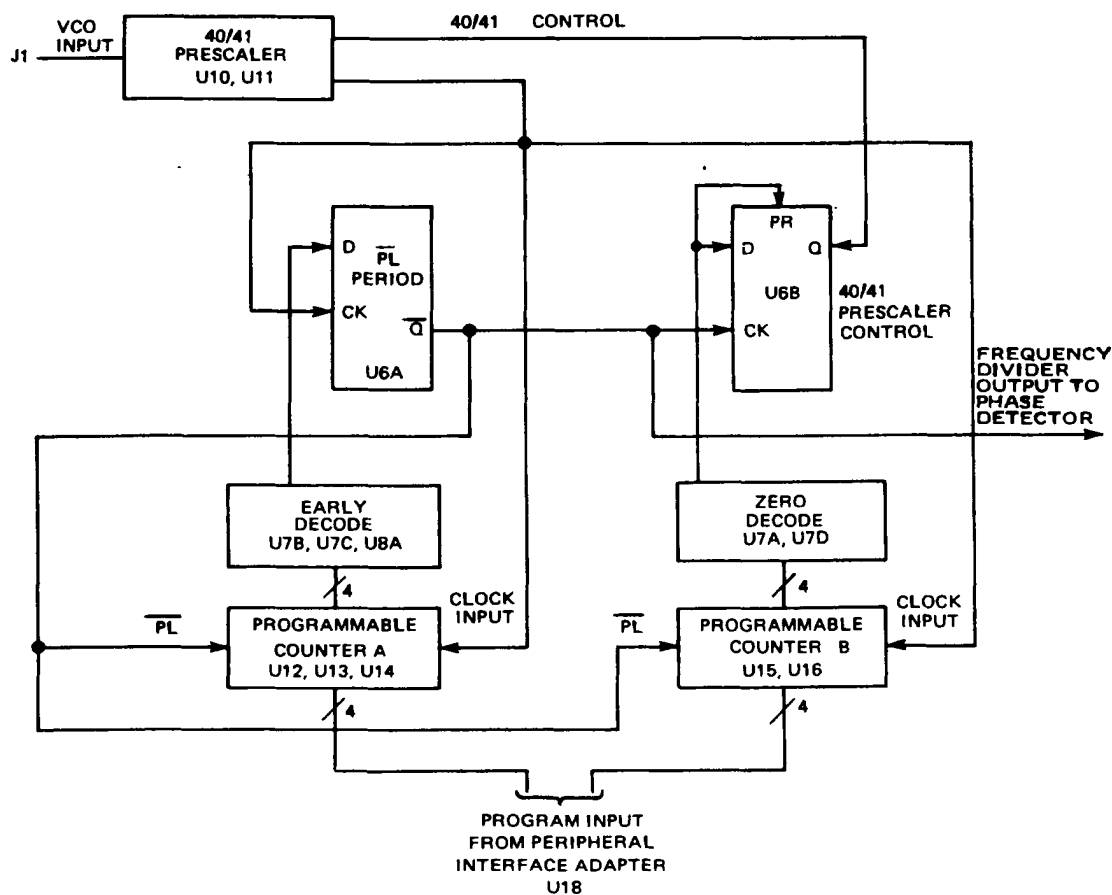 40/41 CONTROL
VCO
INPUT
J1
40/41
PRESCALER
U10, U11
D
PL
PERIOD
CK
Q
U6A
PR
D
Q
U6B
CK
40/41
PRESCALER
CONTROL
FREQUENCY
DIVIDER
OUTPUT TO
PHASE
DETECTOR
EARLY
DECODE
U7B, U7C, U8A
ZERO
DECODE
U7A, U7D
4
4
PL
PROGRAMMABLE
COUNTER A
U12, U13, U14
CLOCK
INPUT
PL
PROGRAMMABLE
COUNTER B
U15, U16
CLOCK
INPUT
4
4
PROGRAM INPUT
FROM PERIPHERAL
INTERFACE ADAPTER
U18